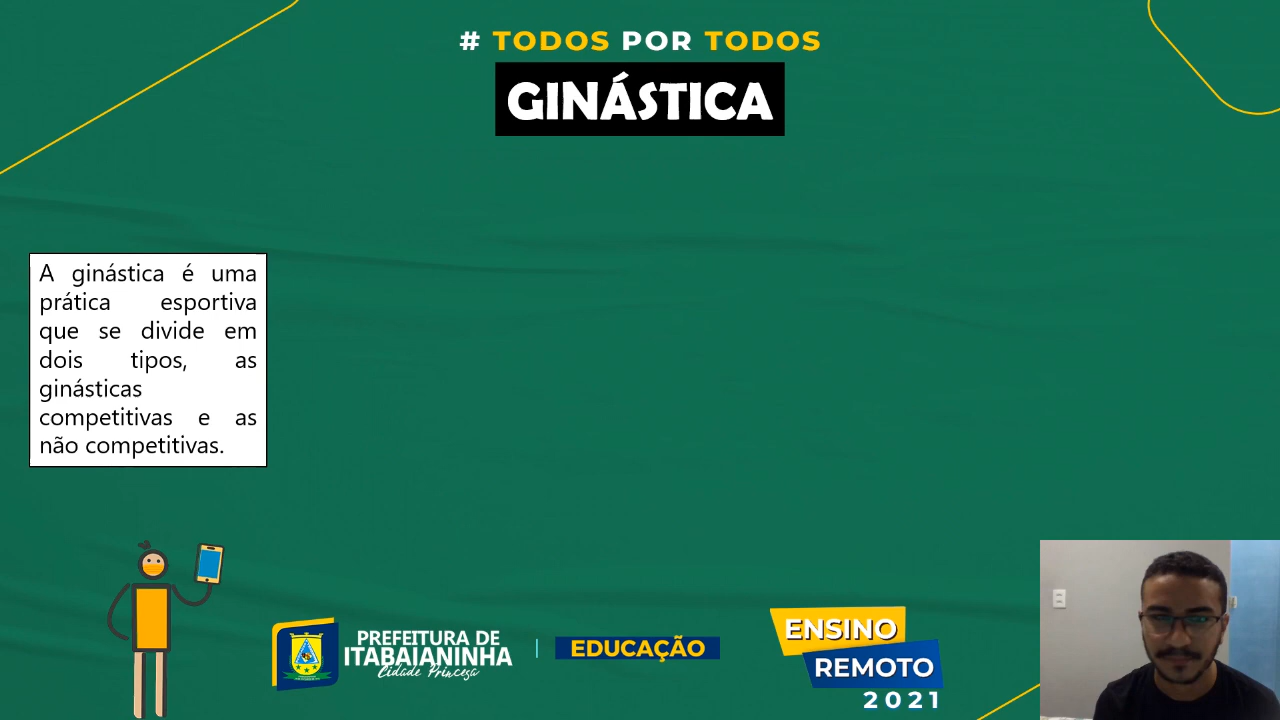 # TODOS POR TODOS
GINÁSTICA
A ginástica é uma
prática esportiva
que se divide em
dois tipos, as
ginásticas
competitivas e as
não competitivas.
PREFEITURA DE
ITABAIANINHA
Cidade Princesa
EDUCAÇÃO
ENSINO
REMOTO
2021